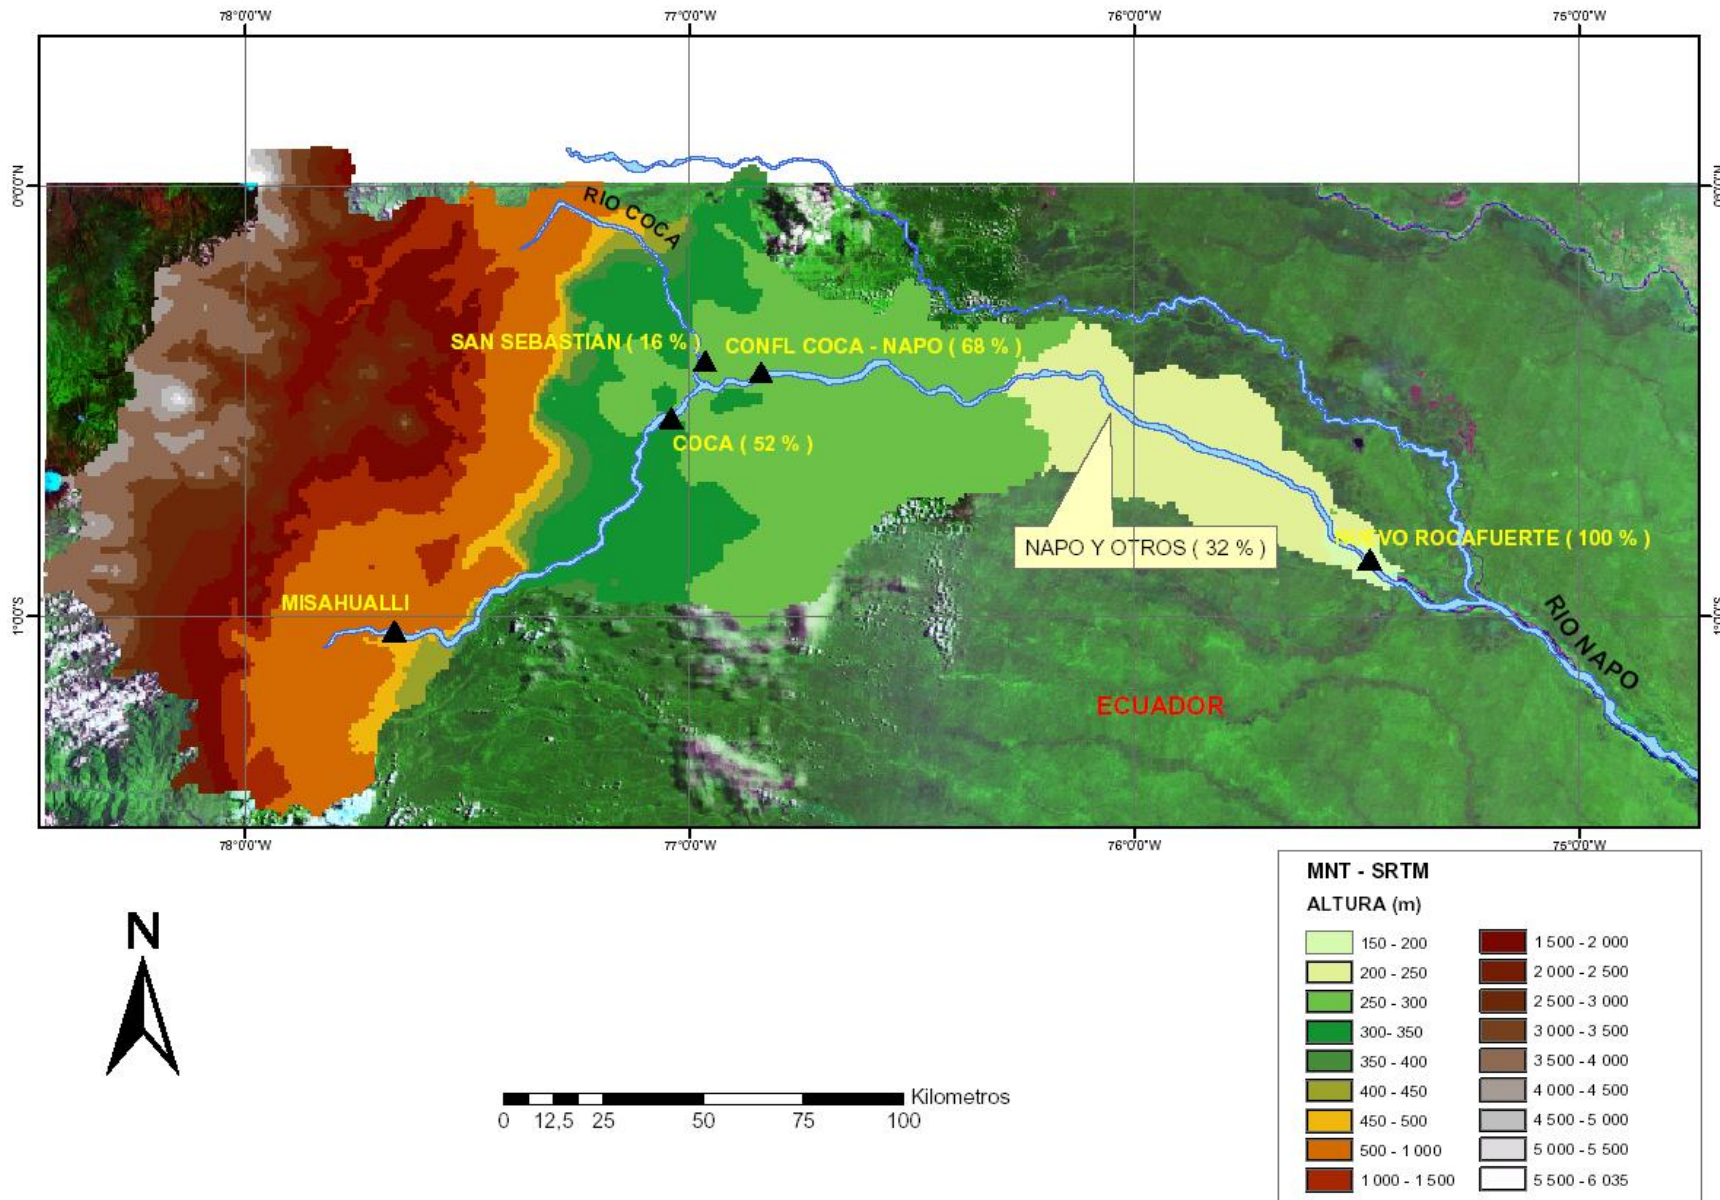 78°0'0"W
77°0'0"W
76°0'0"W
75°0'0"W
0°0'0"N
0°0'0"N
RIO COCA
SAN SEBASTIAN ( 16 % )
CONFL COCA - NAPO ( 68 % )
COCA ( 52 % )
NAPO Y OTROS ( 32 % )
NUEVO ROCAFUERTE ( 100 % )
MISAHUALLI
1°0'0"S
1°0'0"S
RIO NAPO
ECUADOR
78°0'0"W
77°0'0"W
76°0'0"W
75°0'0"W
MNT - SRTM
ALTURA (m)
150 - 200
200 - 250
250 - 300
300- 350
350 - 400
400 - 450
450 - 500
500 - 1 000
1 000 - 1 500
1 500 - 2 000
2 000 - 2 500
2 500 - 3 000
3 000 - 3 500
3 500 - 4 000
4 000 - 4 500
4 500 - 5 000
5 000 - 5 500
5 500 - 6 035
N
Kilometros
0 12,5 25 50 75 100